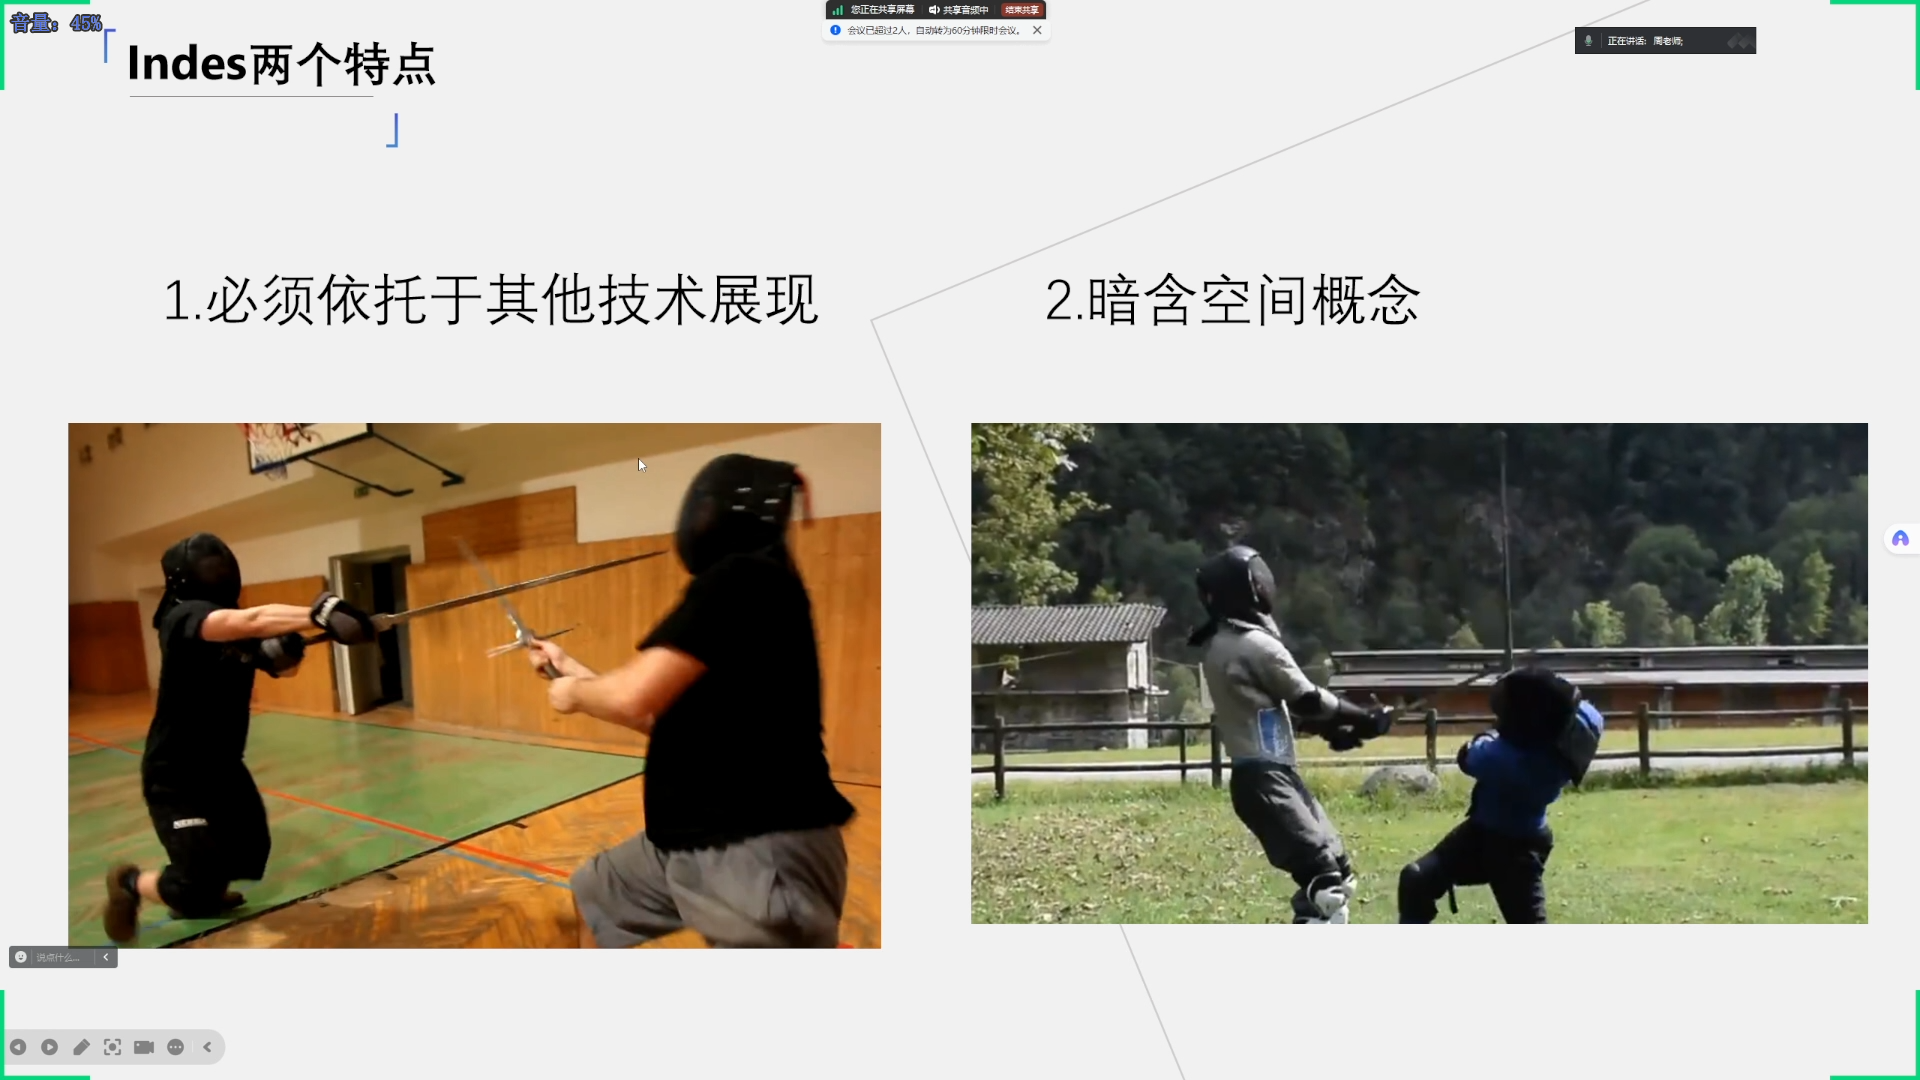 音量：45%
您正在共享屏幕 共享音频中 结束共享
会议已超过2人，自动转为60分钟限时会议。
正在讲话: 周老师;
Indes两个特点
1.必须依托于其他技术展现
2.暗含空间概念
说点什么...